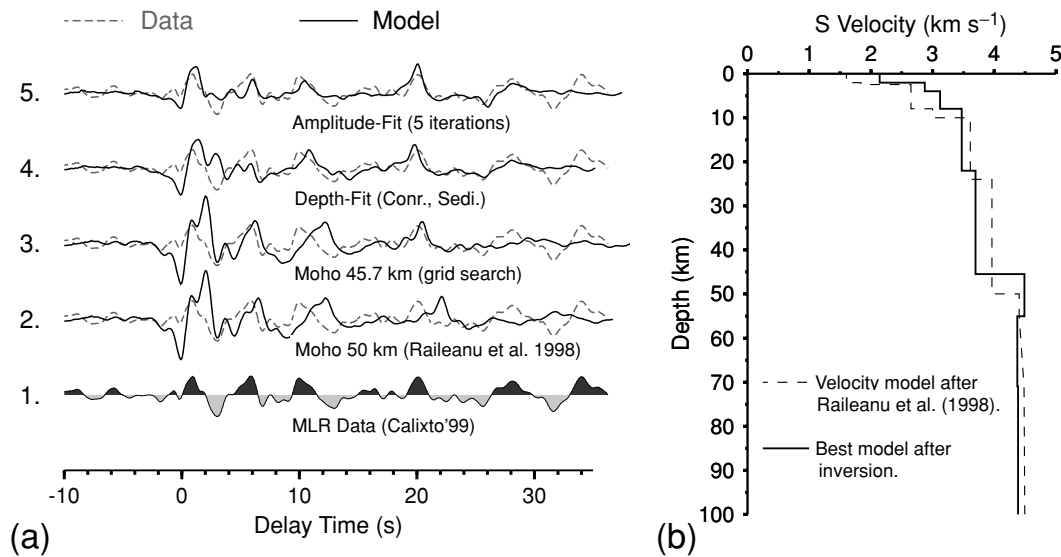 Data
Model
5.
Amplitude-Fit (5 iterations)
4.
Depth-Fit (Conr., Sedi.)
3.
Moho 45.7 km (grid search)
2.
Moho 50 km (Raileanu et al. 1998)
1.
MLR Data (Calixto'99)
-10 0 10 20 30
Delay Time (s)
(a)
S Velocity (km s−1)
0 1 2 3 4 5
0
10
20
30
40
50
60
70
80
90
100
Depth (km)
Velocity model after
Raileanu et al. (1998).
Best model after
inversion.
(b)